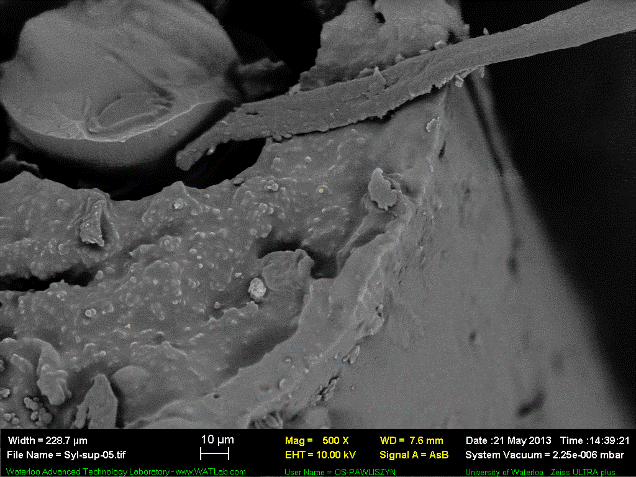 Width = 228.7 µm
File Name = Syl-sup-05.tif
10 µm
Mag = 500 X
WD = 7.6 mm
EHT = 10.00 kV
Signal A = AsB
Date :21 May 2013 Time :14:39:21
System Vacuum = 2.25e-006 mbar
Waterloo Advanced Technology Laboratory - www.WATLab.com
User Name = OS-PAWLISZYN
University of Waterloo - Zeiss ULTRA plus